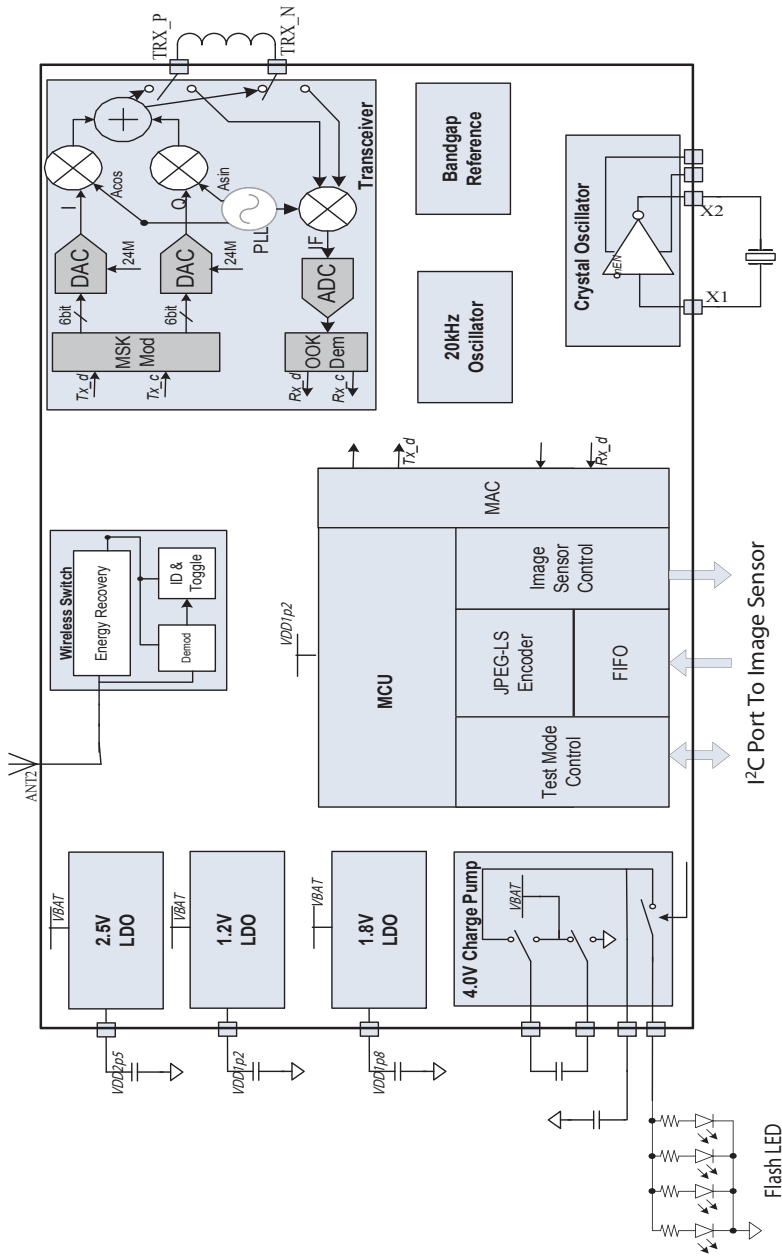 ANT2
2.5V
LDO
VBAT
VDD2p5
1.2V
LDO
VBAT
VDD1p2
1.8V
LDO
VBAT
VDD1p8
4.0V Charge Pump
VBAT
Flash LED
Wireless Switch
Energy Recovery
Demod
ID &
Toggle
VDD1p2
MCU
MAC
Tx_d
Rx_d
Test Mode
Control
JPEG-LS
Encoder
FIFO
Image
Sensor
Control
I²C Port To Image Sensor
Tx_d
Tx_c
MSK
Mod
6bit
6bit
DAC
24M
DAC
24M
I
Q
Acos
Asin
PLL
IF
ADC
OOK
Dem
Rx_d
Rx_c
Transceiver
TRX_P
TRX_N
20kHz
Oscillator
Bandgap
Reference
Crystal Oscillator
nEN
X1
X2